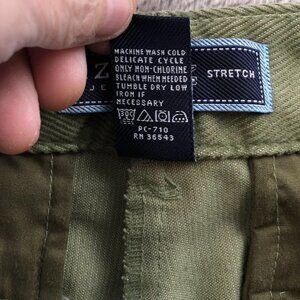 MACHINE WASH COLD
DELICATE CYCLE
ONLY NON-CHLORINE
BLEACH WHEN NEEDED
TUMBLE DRY LOW
IRON IF
NECESSARY
PC-710
RN 36543
STRETCH